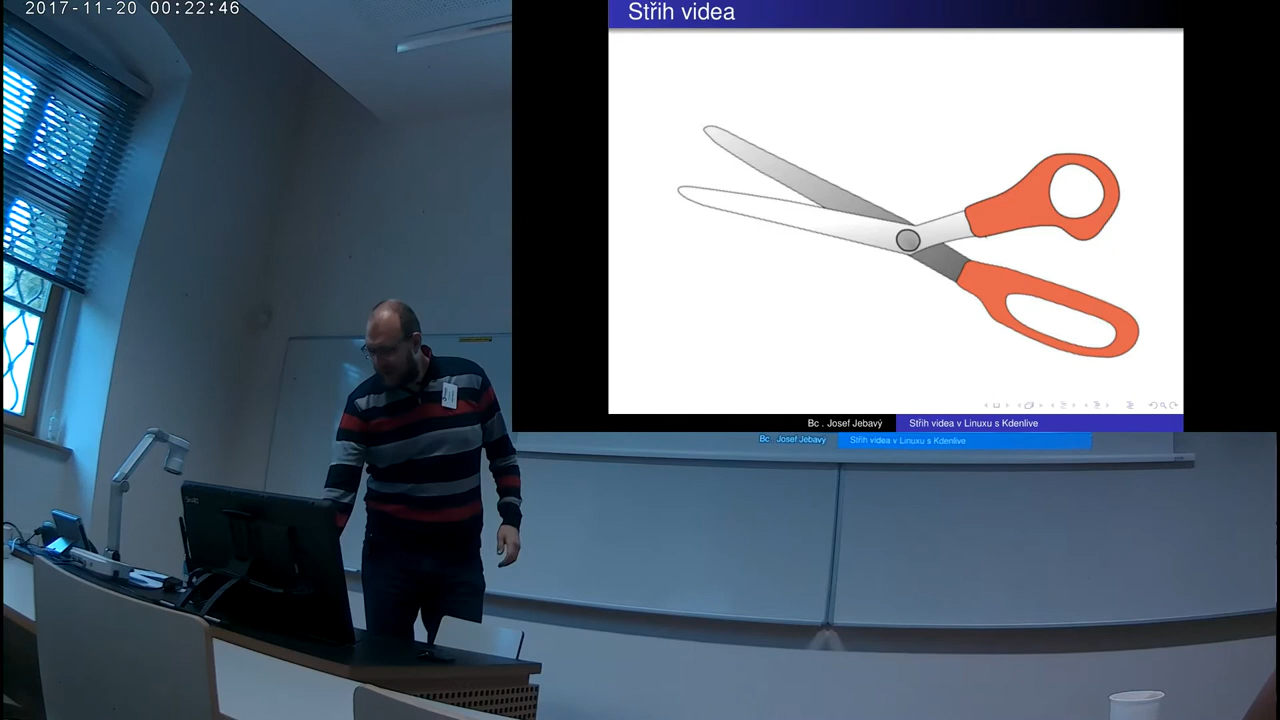 2017-11-20 00:22:46
Střih videa
Bc . Josef Jebavý
Střih videa v Linuxu s Kdenlive
Bc . Josef Jebavý
Střih videa v Linuxu s Kdenlive